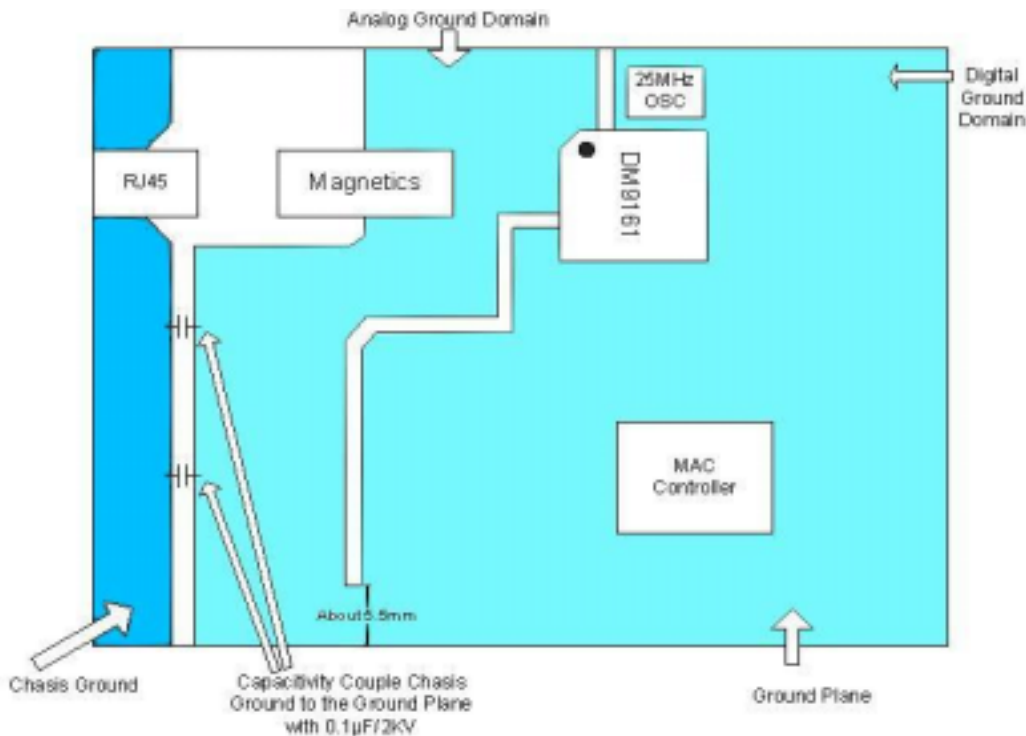 Analog Ground Domain
25MHz
OSC
Digital
Ground
Domain
RJ45
Magnetics
DM9161
MAC
Controller
About
Chasis Ground
Capacitivity Couple Chasis
Ground to the Ground Plane
with 0.1µF/2KV
Ground Plane